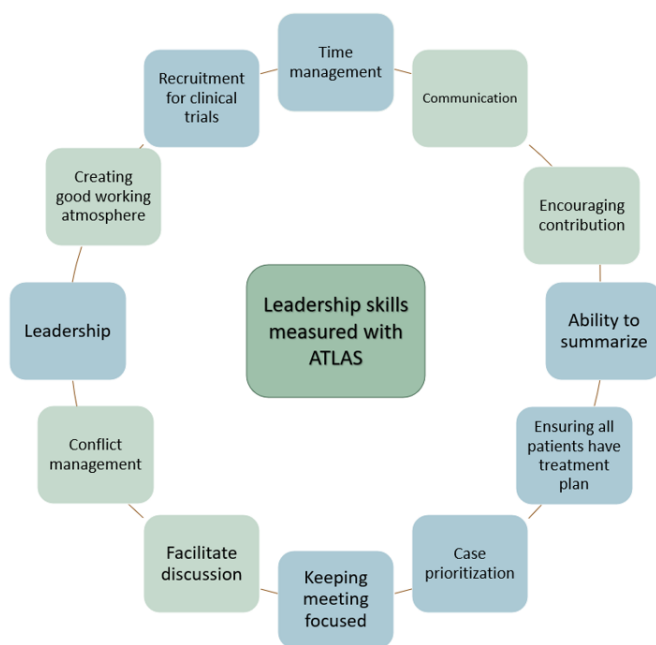 Time
management
Communication
Encouraging
contribution
Ability to
summarize
Ensuring all
patients have
treatment
plan
Case
prioritization
Keeping
meeting
focused
Facilitate
discussion
Conflict
management
Leadership
Creating
good working
atmosphere
Recruitment
for clinical
trials
Leadership skills
measured with
ATLAS